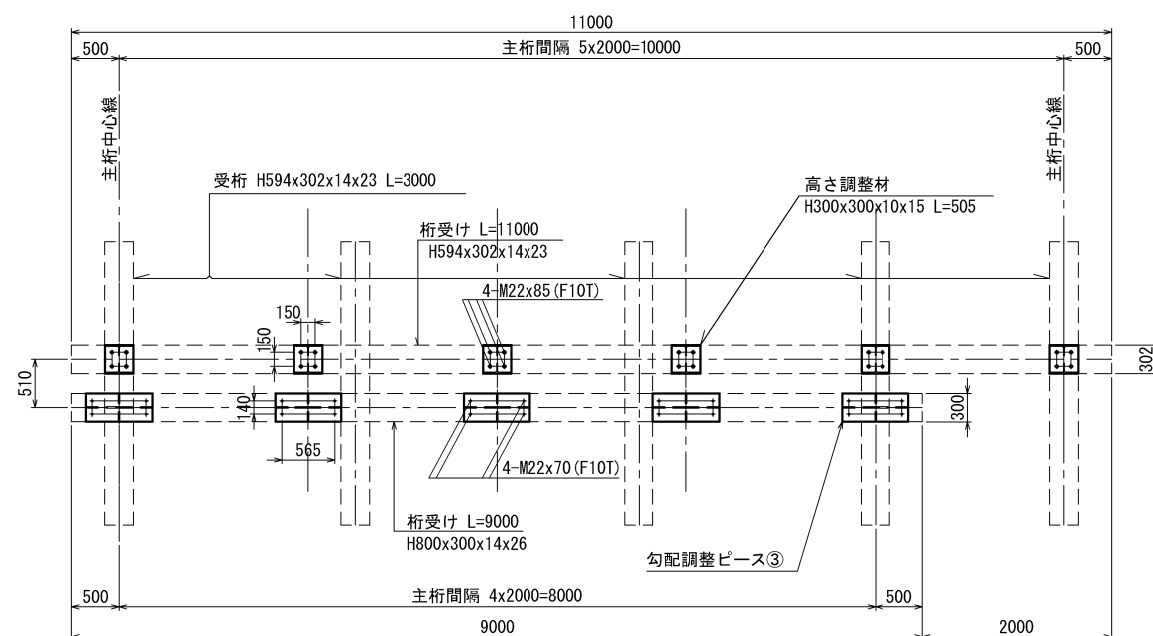 11000
500
主桁間隔 5x2000=10000
500
主桁中心線
主桁中心線
受桁 H594x302x14x23 L=3000
高さ調整材
H300x300x10x15 L=505
桁受け L=11000
H594x302x14x23
4-M22x85(F10T)
150
150
302
510
140
300
565
4-M22x70(F10T)
桁受け L=9000
H800x300x14x26
勾配調整ピース③
500
主桁間隔 4x2000=8000
500
9000
2000